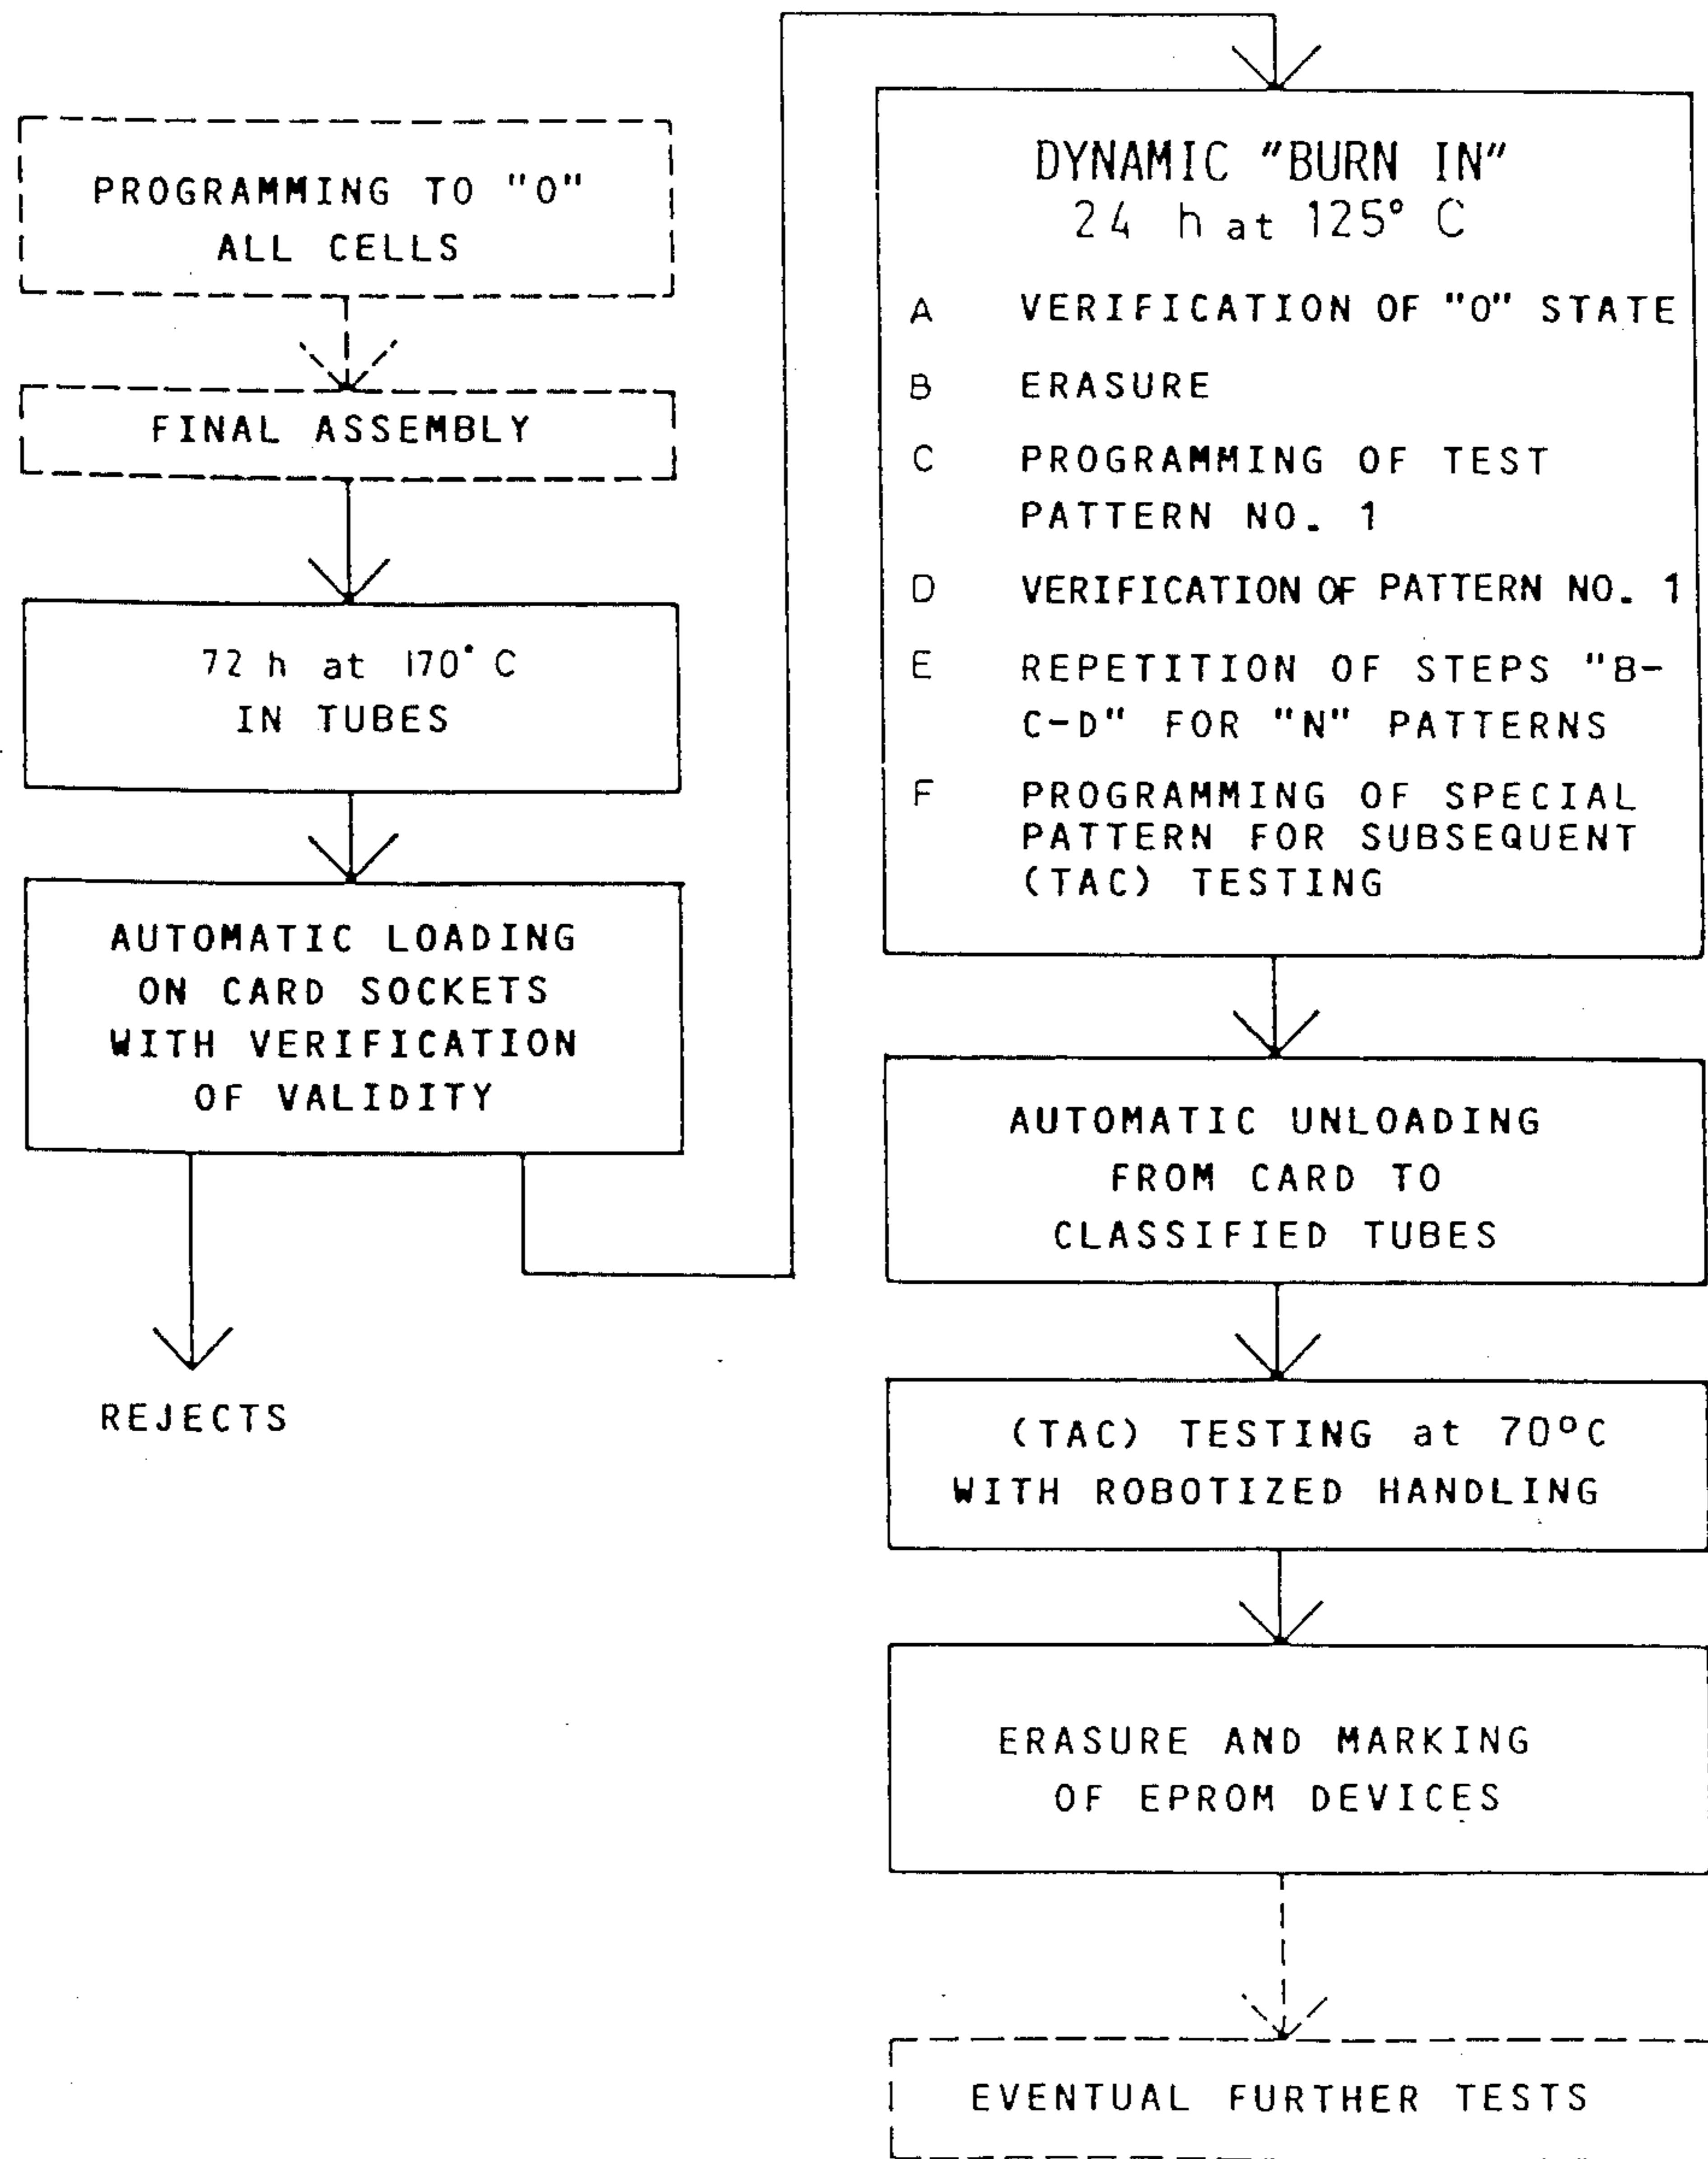 PROGRAMMING TO "0"
ALL CELLS
FINAL ASSEMBLY
72 h at 170° C
IN TUBES
AUTOMATIC LOADING
ON CARD SOCKETS
WITH VERIFICATION
OF VALIDITY
REJECTS
DYNAMIC "BURN IN"
24 h at 125° C
A VERIFICATION OF "0" STATE
B ERASURE
C PROGRAMMING OF TEST
PATTERN NO. 1
D VERIFICATION OF PATTERN NO. 1
E REPETITION OF STEPS "B-
C-D" FOR "N" PATTERNS
F PROGRAMMING OF SPECIAL
PATTERN FOR SUBSEQUENT
(TAC) TESTING
AUTOMATIC UNLOADING
FROM CARD TO
CLASSIFIED TUBES
(TAC) TESTING at 70°C
WITH ROBOTIZED HANDLING
ERASURE AND MARKING
OF EPROM DEVICES
EVENTUAL FURTHER TESTS